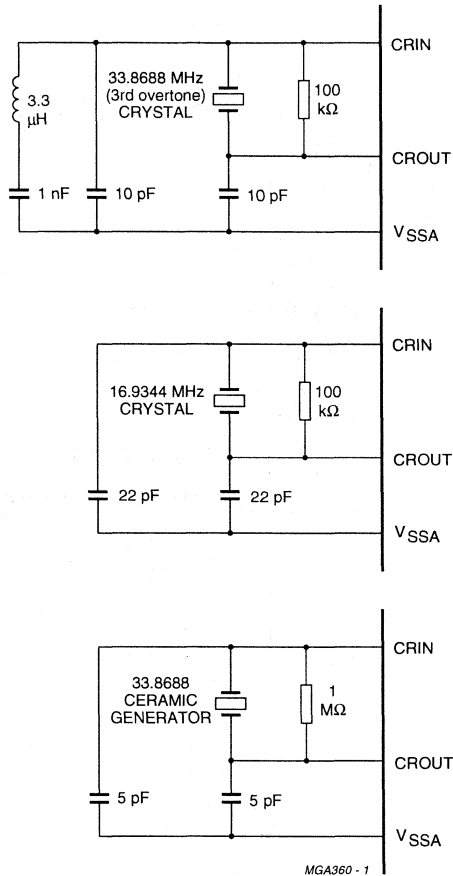 CRIN
33.8688 MHz
(3rd overtone)
CRYSTAL
3.3
μH
100
kΩ
CROUT
1 nF
10 pF
10 pF
VSSA
CRIN
16.9344 MHz
CRYSTAL
100
kΩ
CROUT
22 pF
22 pF
VSSA
CRIN
33.8688
CERAMIC
GENERATOR
1
MΩ
CROUT
5 pF
5 pF
VSSA
MGA360 - 1